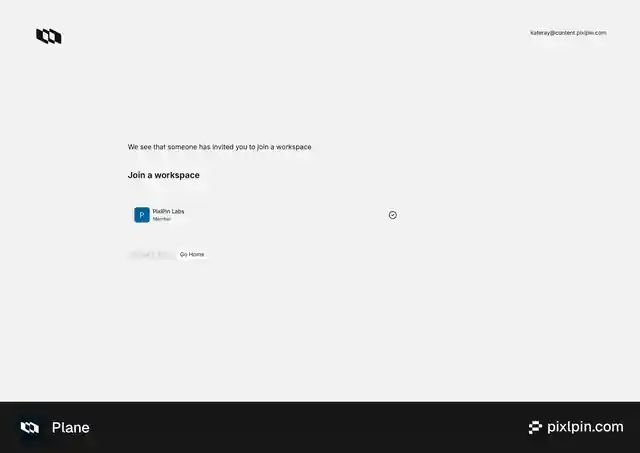 kateray@content.pixlpin.com
We see that someone has invited you to join a workspace
Join a workspace
P
PixlPin Labs
Member
Go Home
Plane
pixlpin.com